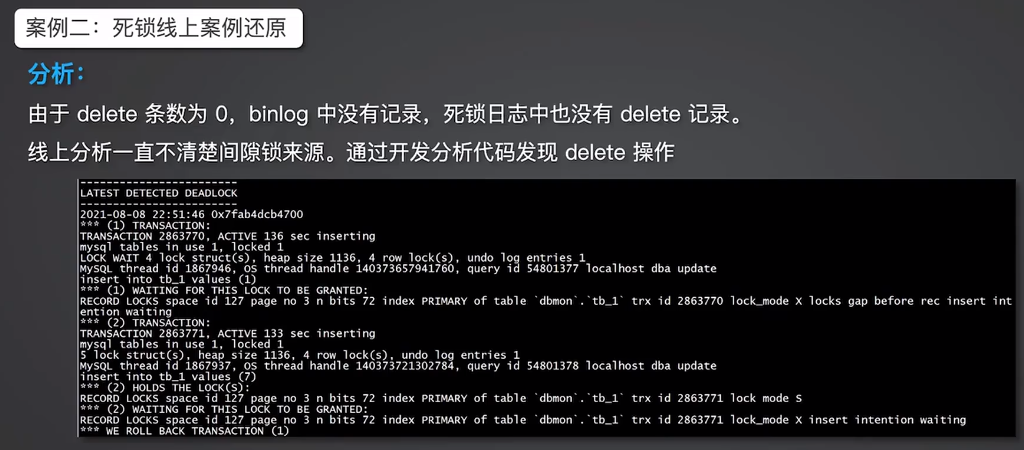 案例二：死锁线上案例还原
分析：
由于 delete 条数为 0，binlog 中没有记录，死锁日志中也没有 delete 记录。
线上分析一直不清楚间隙锁来源。通过开发分析代码发现 delete 操作
------------------------
LATEST DETECTED DEADLOCK
------------------------
2021-08-08 22:51:46 0x7fab4dcb4700
*** (1) TRANSACTION:
TRANSACTION 2863770, ACTIVE 136 sec inserting
mysql tables in use 1, locked 1
LOCK WAIT 4 lock struct(s), heap size 1136, 4 row lock(s), undo log entries 1
MySQL thread id 1867946, OS thread handle 140373657941760, query id 54801377 localhost dba update
insert into tb_1 values (1)
*** (1) WAITING FOR THIS LOCK TO BE GRANTED:
RECORD LOCKS space id 127 page no 3 n bits 72 index PRIMARY of table `dbmon`.`tb_1` trx id 2863770 lock_mode X locks gap before rec insert int
ention waiting
*** (2) TRANSACTION:
TRANSACTION 2863771, ACTIVE 133 sec inserting
mysql tables in use 1, locked 1
5 lock struct(s), heap size 1136, 4 row lock(s), undo log entries 1
MySQL thread id 1867937, OS thread handle 140373721302784, query id 54801378 localhost dba update
insert into tb_1 values (7)
*** (2) HOLDS THE LOCK(S):
RECORD LOCKS space id 127 page no 3 n bits 72 index PRIMARY of table `dbmon`.`tb_1` trx id 2863771 lock mode S
*** (2) WAITING FOR THIS LOCK TO BE GRANTED:
RECORD LOCKS space id 127 page no 3 n bits 72 index PRIMARY of table `dbmon`.`tb_1` trx id 2863771 lock_mode X insert intention waiting
*** WE ROLL BACK TRANSACTION (1)